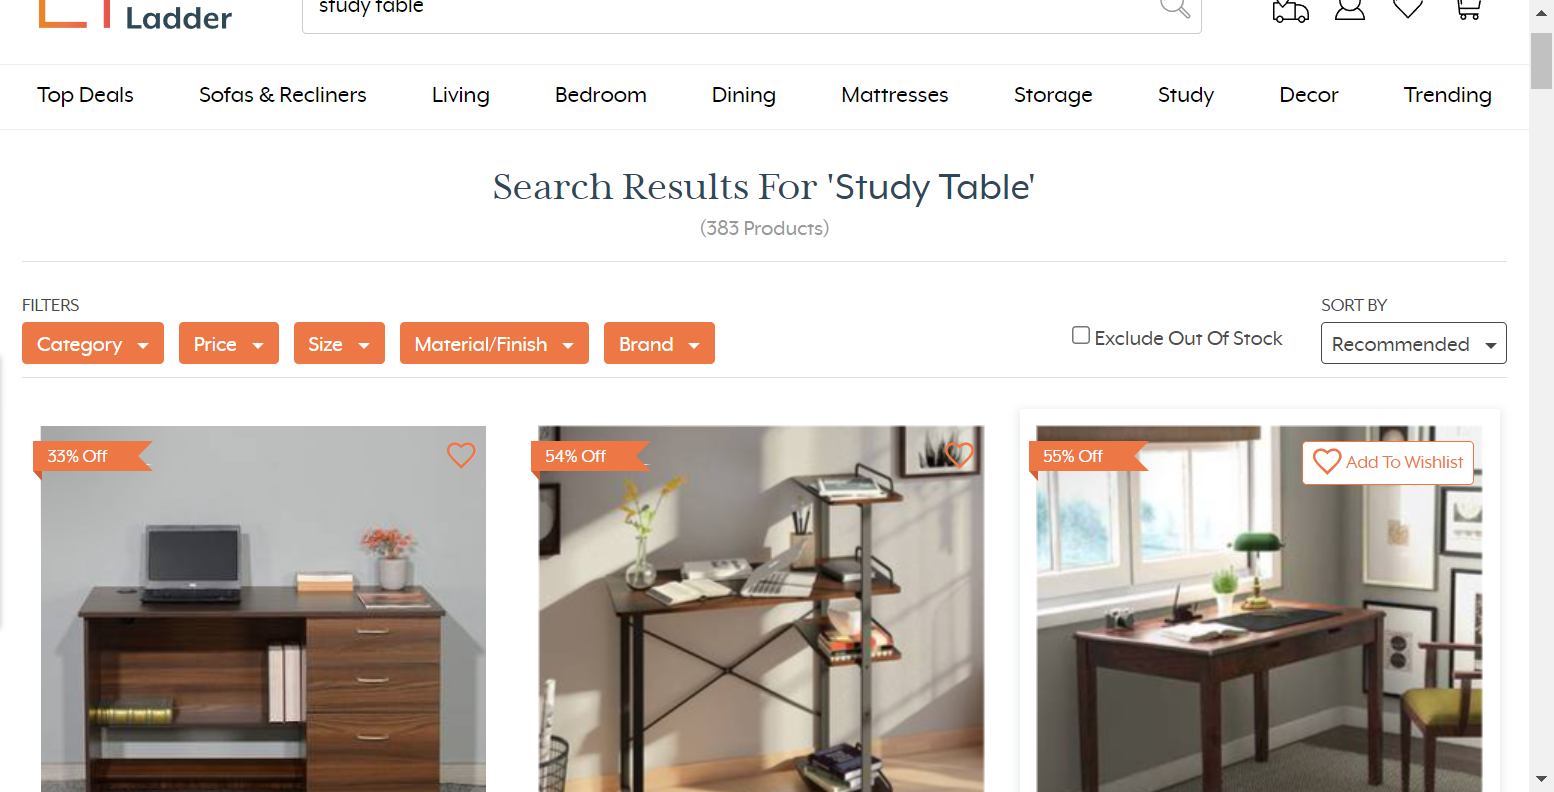 Ladder
study table
Top Deals
Sofas & Recliners
Living
Bedroom
Dining
Mattresses
Storage
Study
Decor
Trending
Search Results For 'Study Table'
(383 Products)
FILTERS
SORT BY
Category
Price
Size
Material/Finish
Brand
Exclude Out Of Stock
Recommended
33% Off
54% Off
55% Off
Add To Wishlist